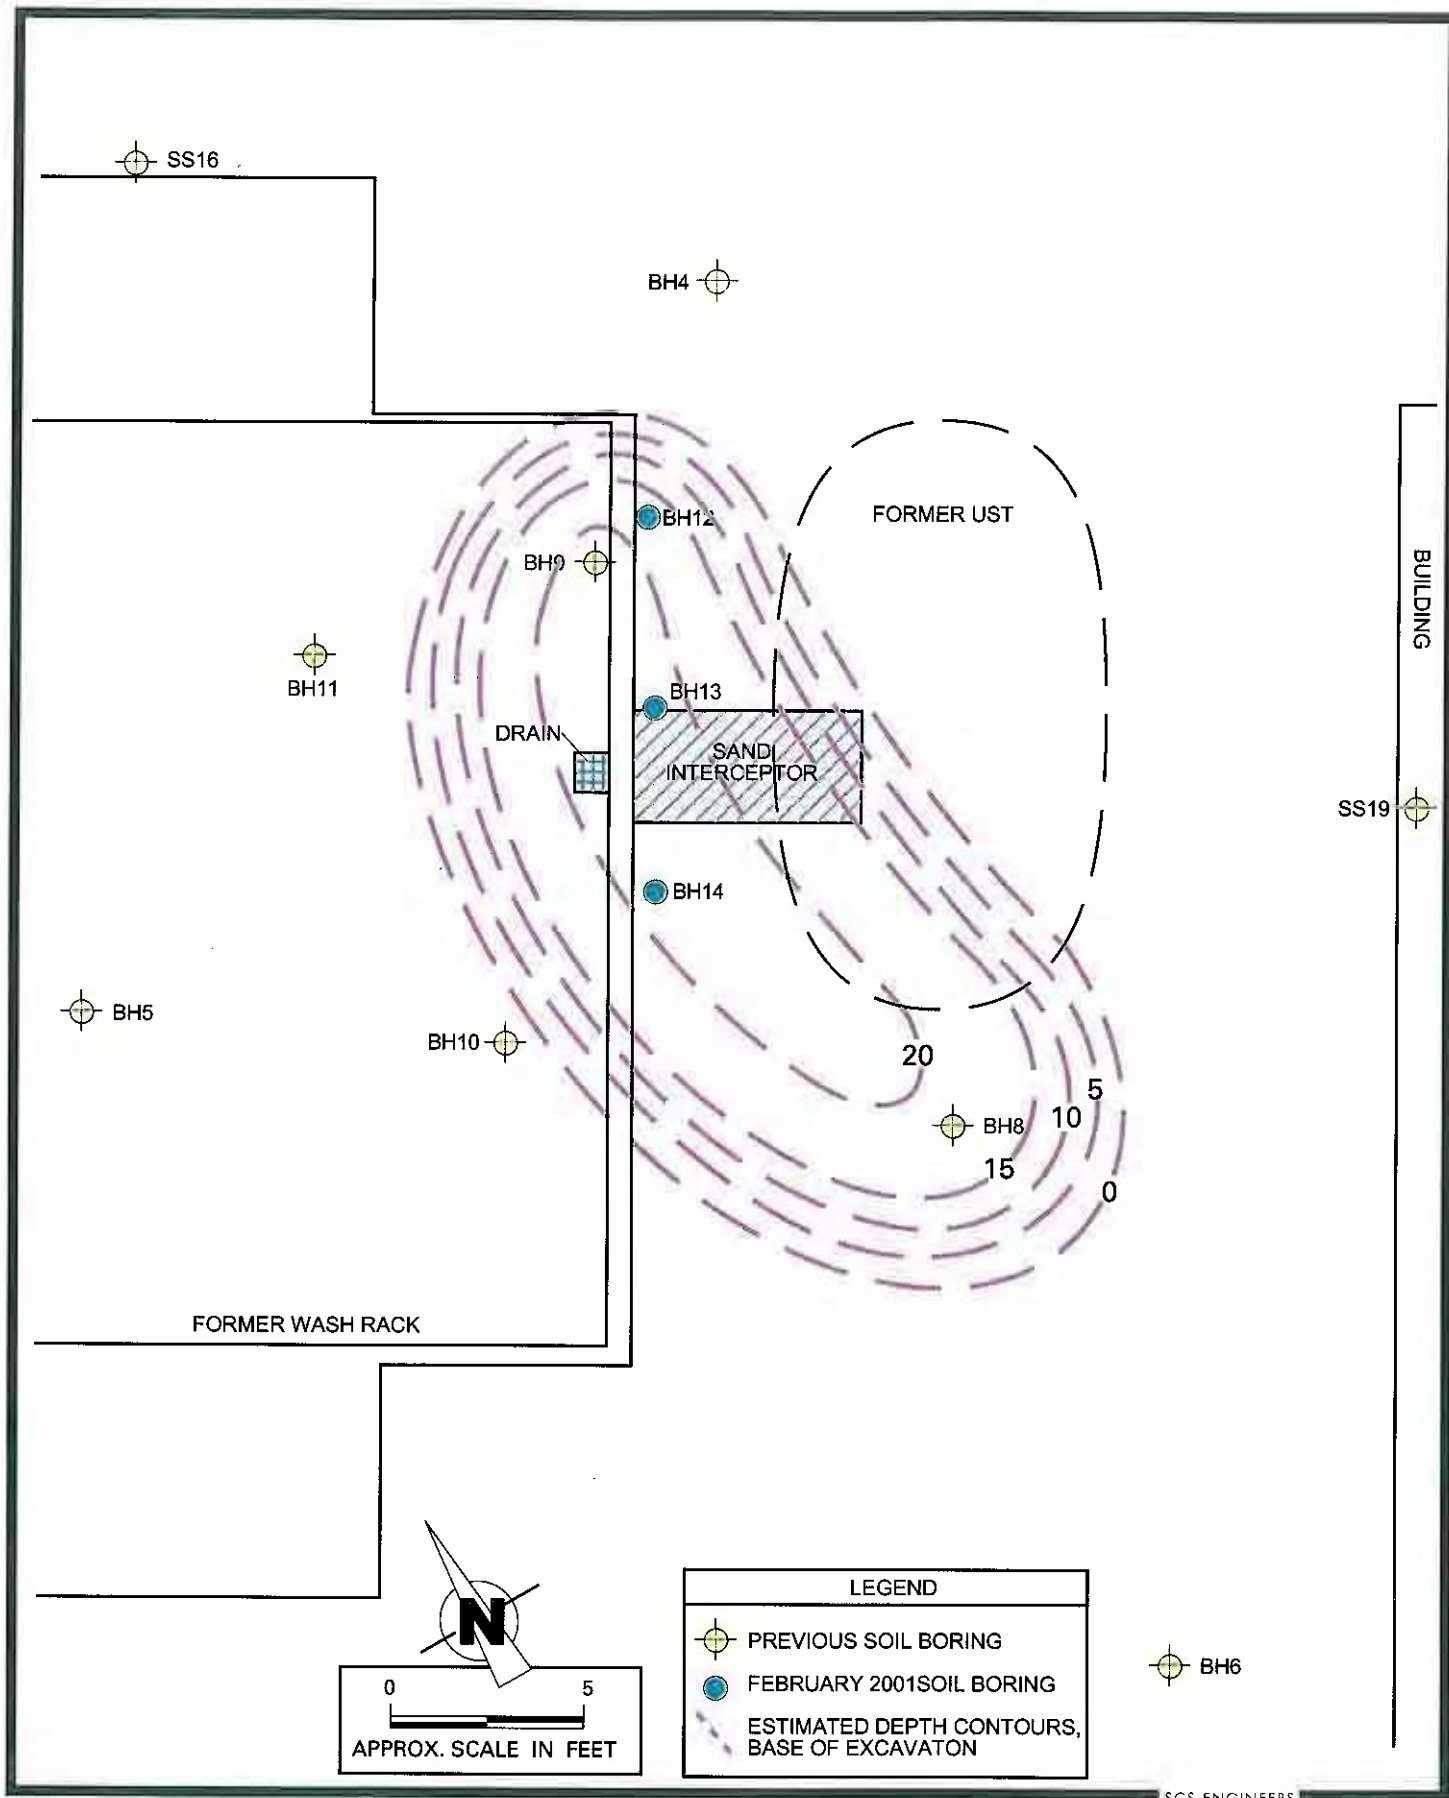 SS16
BH4
FORMER UST
BH12
BH9
BUILDING
BH11
BH13
DRAIN
SAND
INTERCEPTOR
SS19
BH14
BH5
BH10
20
5
10
BH8
15
0
FORMER WASH RACK
N
0 5
APPROX. SCALE IN FEET
LEGEND
PREVIOUS SOIL BORING
FEBRUARY 2001SOIL BORING
ESTIMATED DEPTH CONTOURS,
BASE OF EXCAVATON
BH6
SCS ENGINEERS